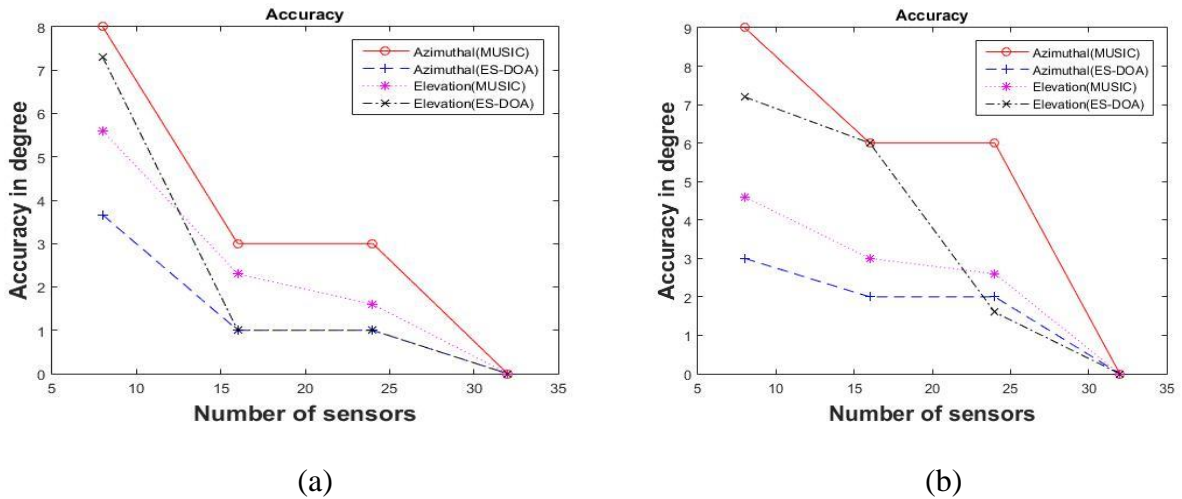 Accuracy
Accuracy in degree
8
7
6
5
4
3
2
1
0
Azimuthal(MUSIC)
Azimuthal(ES-DOA)
Elevation(MUSIC)
Elevation(ES-DOA)
5 10 15 20 25 30 35
Number of sensors
(a)
Accuracy
Accuracy in degree
9
8
7
6
5
4
3
2
1
0
Azimuthal(MUSIC)
Azimuthal(ES-DOA)
Elevation(MUSIC)
Elevation(ES-DOA)
5 10 15 20 25 30 35
Number of sensors
(b)